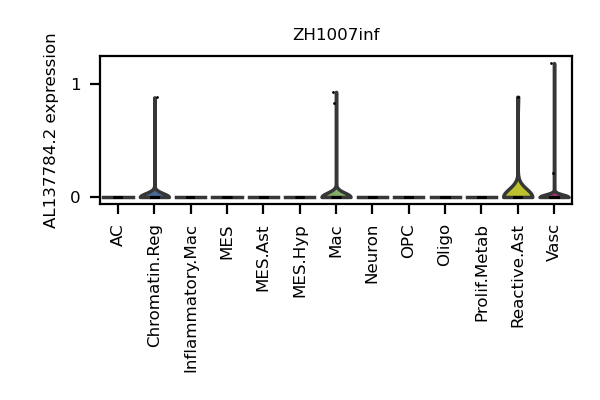 ZH1007inf
AL137784.2 expression
1
0
AC
Chromatin.Reg
Inflammatory.Mac
MES
MES.Ast
MES.Hyp
Mac
Neuron
OPC
Oligo
Prolif.Metab
Reactive.Ast
Vasc